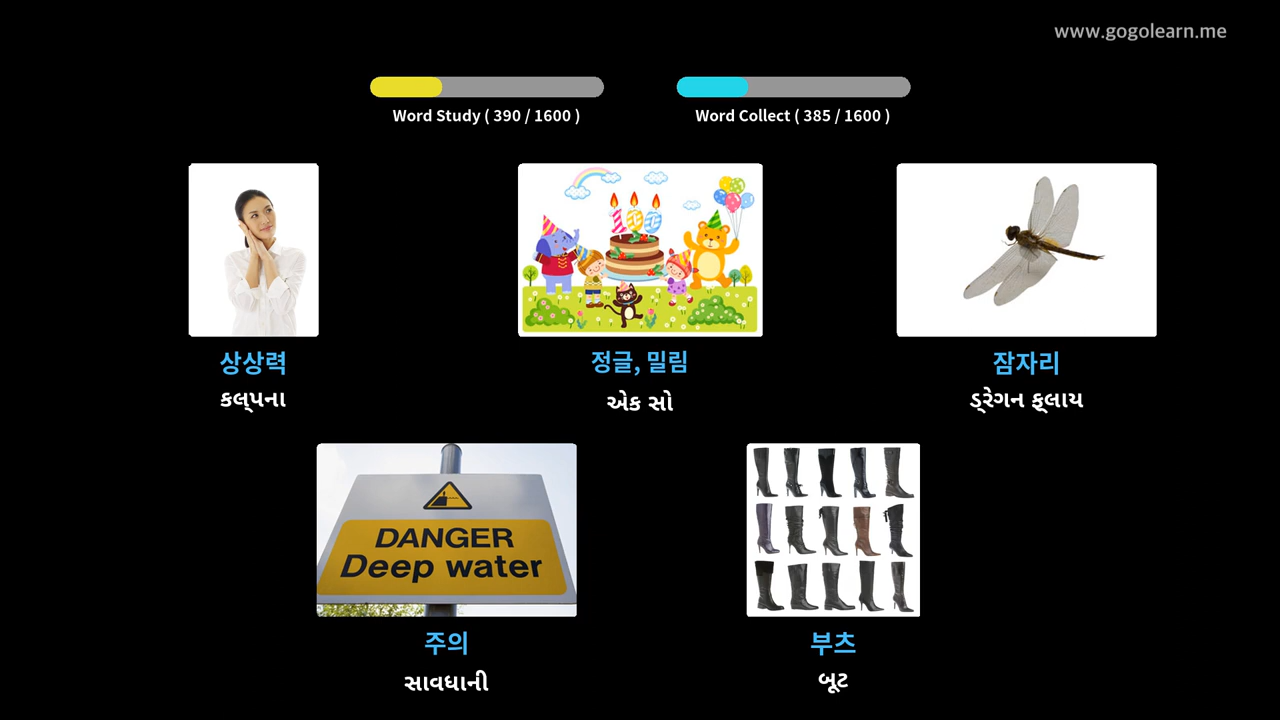 www.gogolearn.me
Word Study ( 390 / 1600 )
Word Collect ( 385 / 1600 )
100
상상력
કલ્પના
정글, 밀림
એક સો
잠자리
ડ્રેગન ફ્લાય
DANGER
Deep water
주의
સાવધાની
부츠
બૂટ